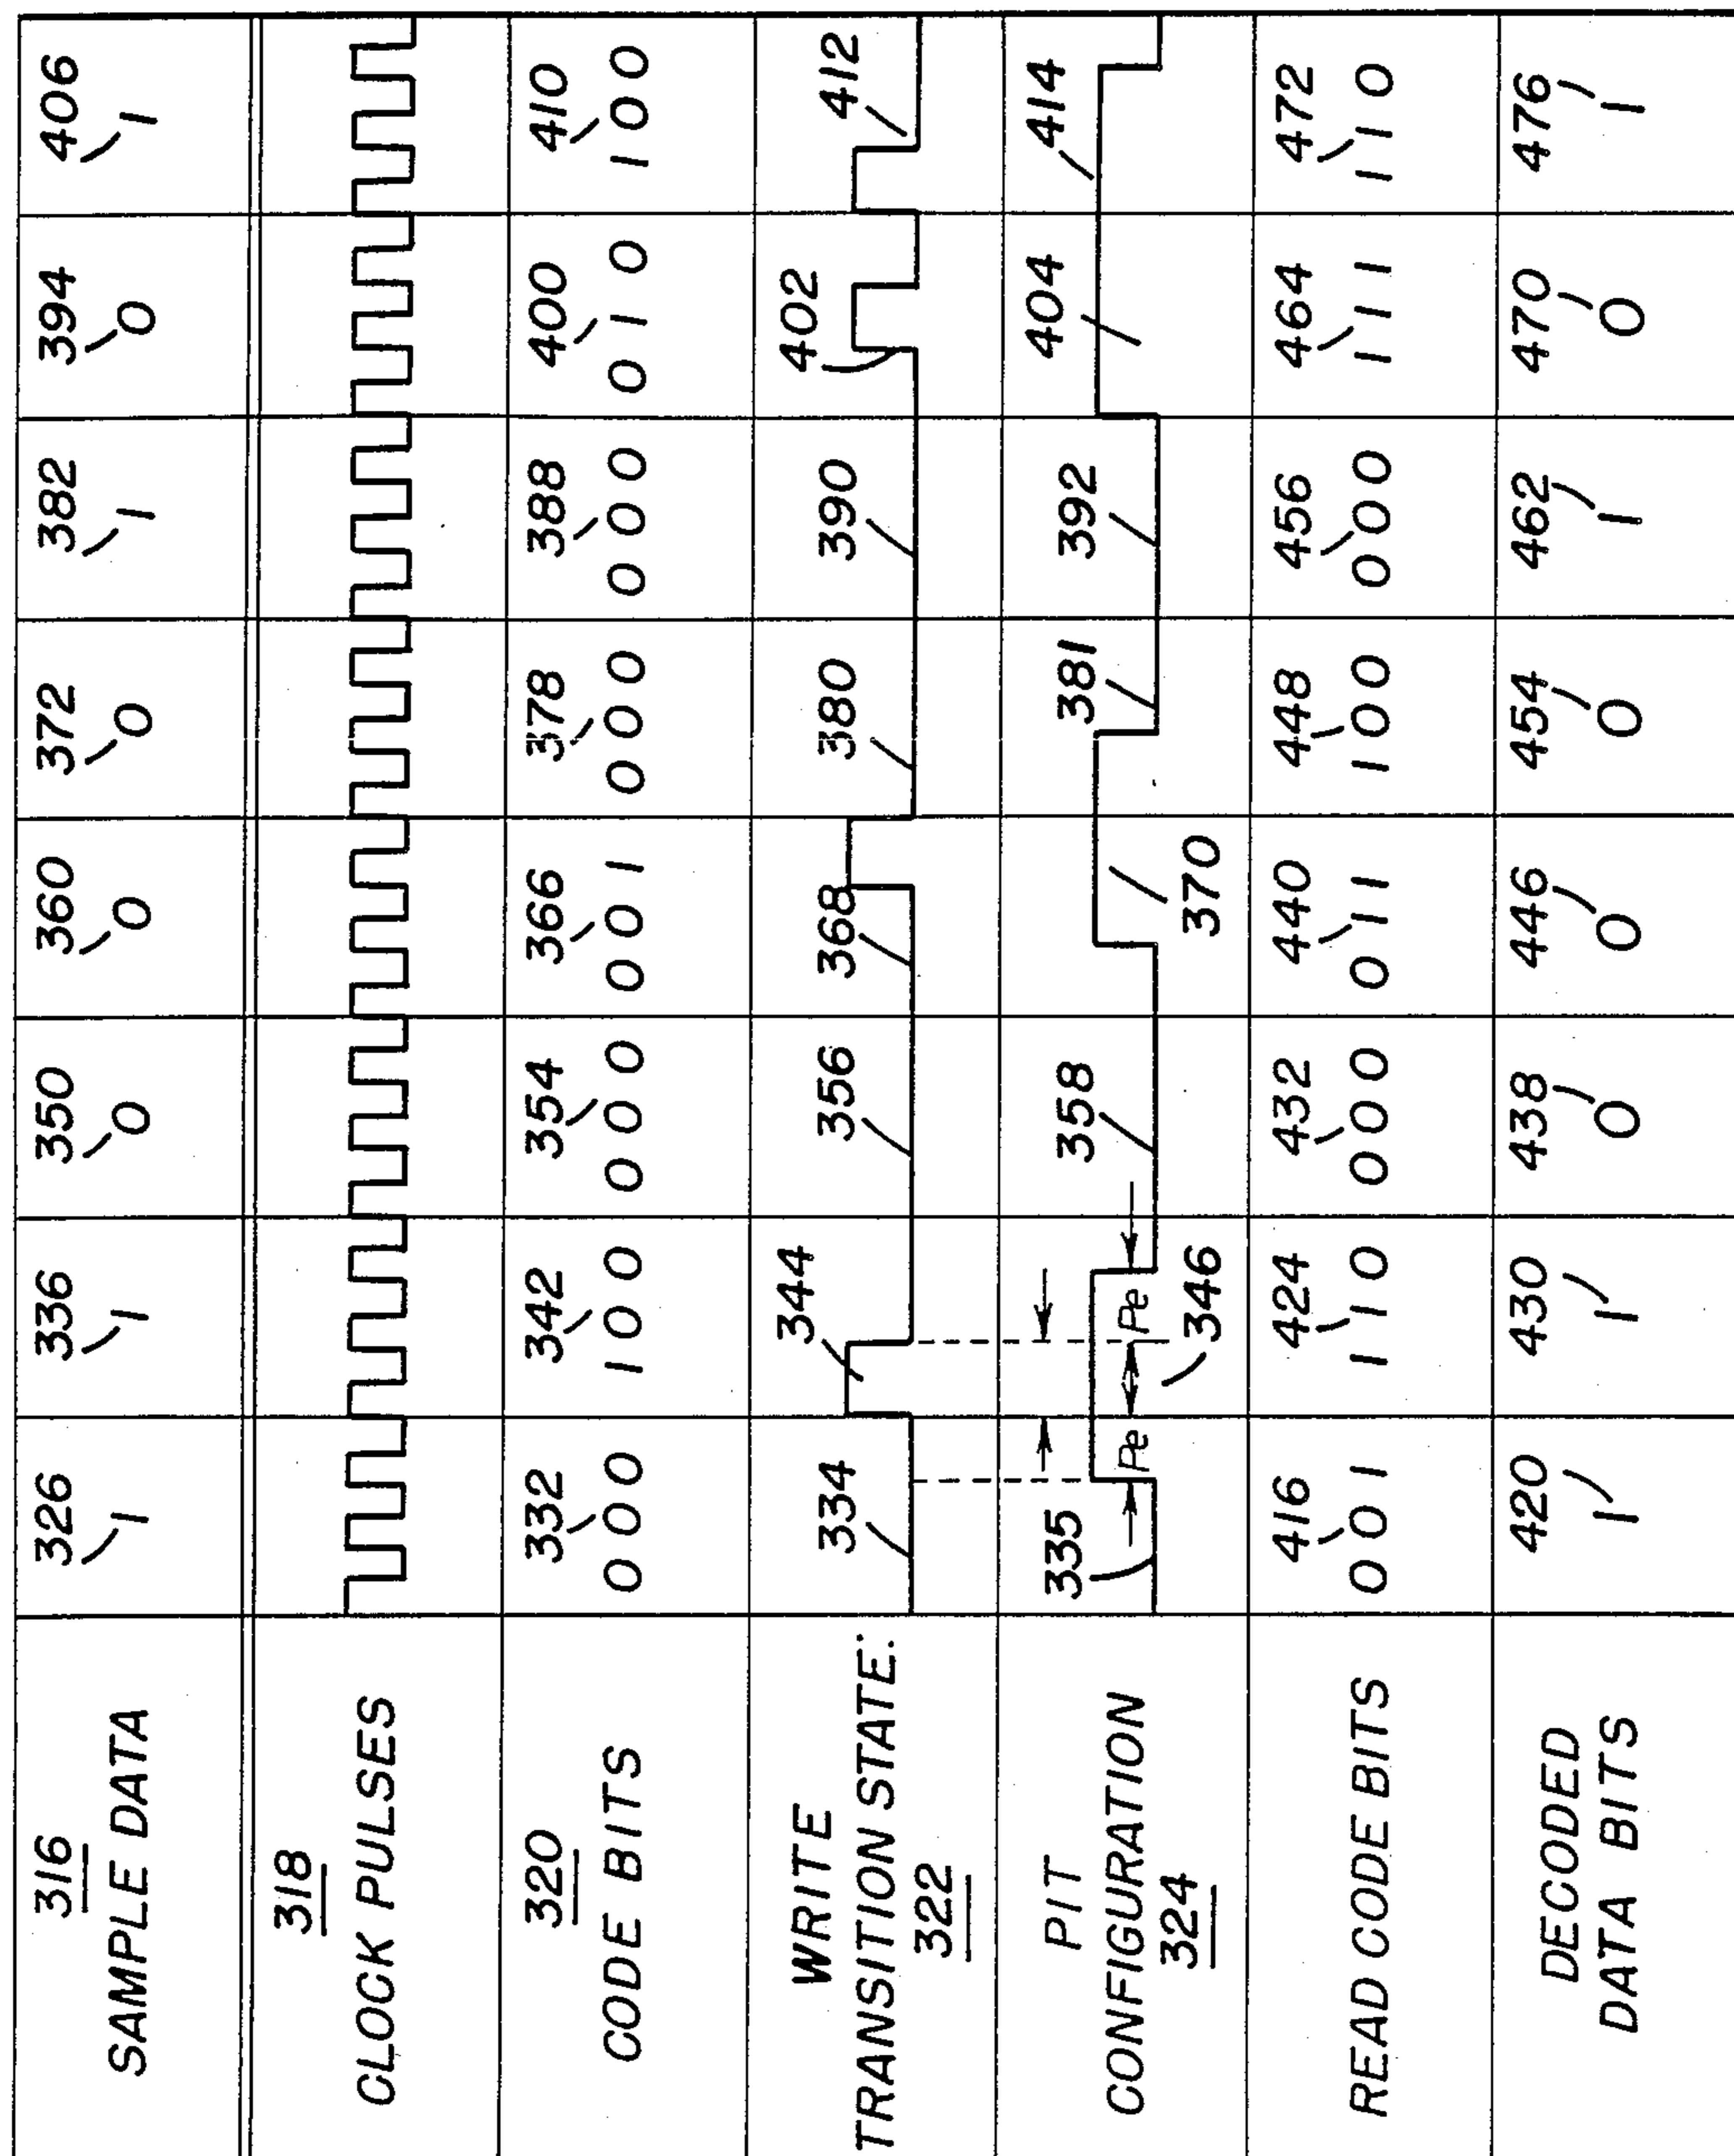 316
SAMPLE DATA
326 336 350 360 372 382 394 406
1 1 0 0 0 1 0 1
318
CLOCK PULSES
320
CODE BITS
332 342 354 366 378 388 400 410
000 100 000 001 000 000 010 100
WRITE
TRANSITION STATE:
322
334 344 356 368 380 390 402 412
PIT
CONFIGURATION
324
335 358 381 392 404 414
Pe Pe
346 370
READ CODE BITS
416 424 432 440 448 456 464 472
001 110 000 011 100 000 111 110
DECODED
DATA BITS
420 430 438 446 454 462 470 476
1 1 0 0 0 1 0 1